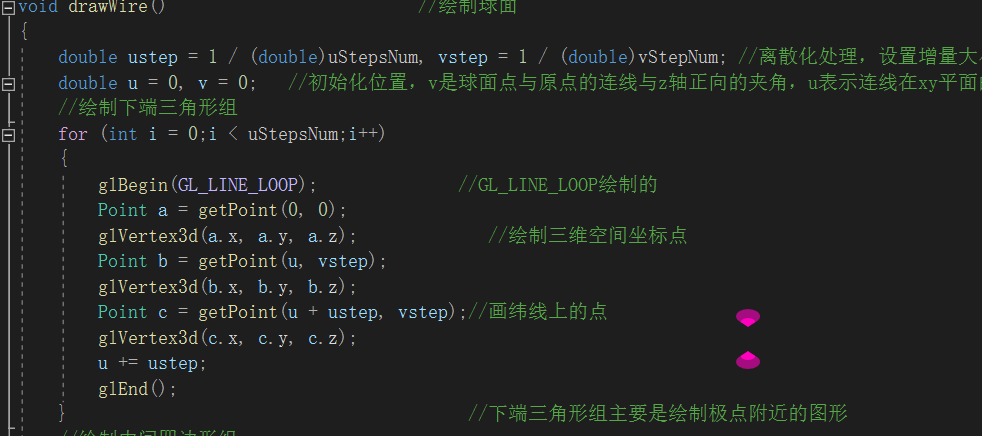 void drawWire() //绘制球面
{
double ustep = 1 / (double)uStepsNum, vstep = 1 / (double)vStepNum; //离散化处理，设置增量大
double u = 0, v = 0; //初始化位置，v是球面点与原点的连线与z轴正向的夹角，u表示连线在xy平面
//绘制下端三角形组
for (int i = 0;i < uStepsNum;i++)
{
glBegin(GL_LINE_LOOP); //GL_LINE_LOOP绘制的
Point a = getPoint(0, 0);
glVertex3d(a.x, a.y, a.z); //绘制三维空间坐标点
Point b = getPoint(u, vstep);
glVertex3d(b.x, b.y, b.z);
Point c = getPoint(u + ustep, vstep);//画纬线上的点
glVertex3d(c.x, c.y, c.z);
u += ustep;
glEnd();
} //下端三角形组主要是绘制极点附近的图形